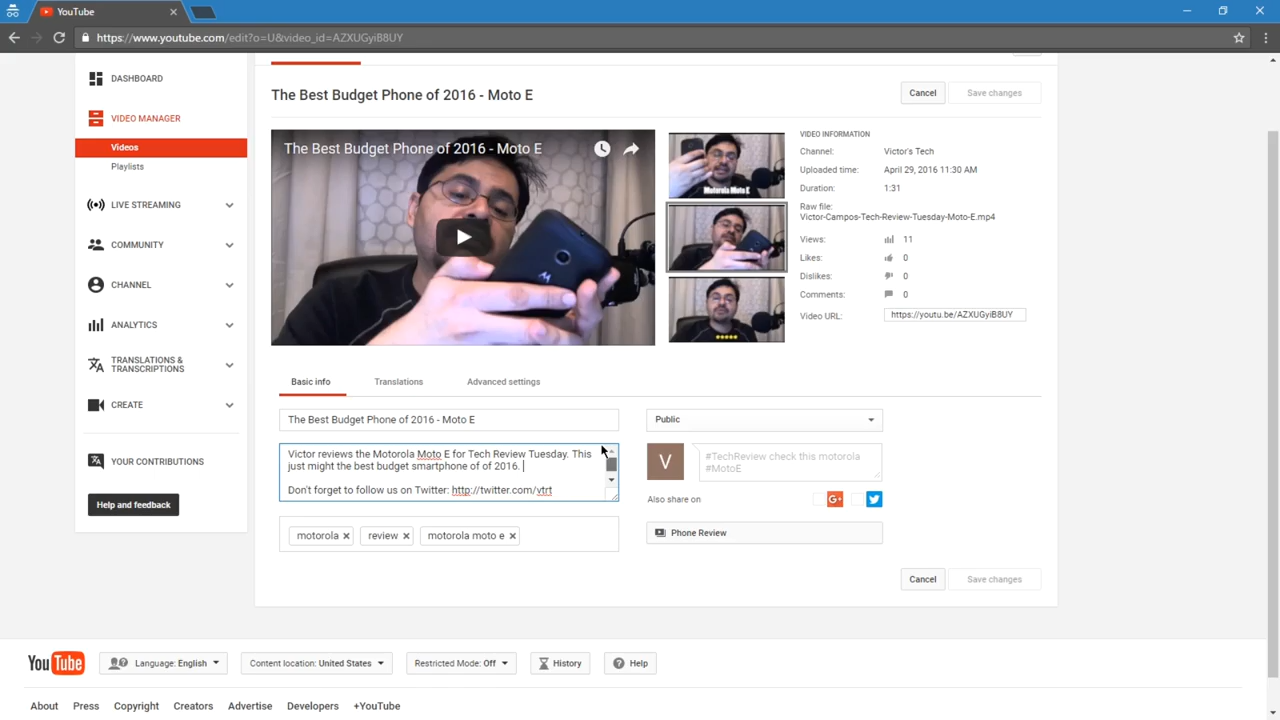 YouTube
https://www.youtube.com/edit?o=U&video_id=AZXUGyiB8UY
DASHBOARD
VIDEO MANAGER
Videos
Playlists
LIVE STREAMING
COMMUNITY
CHANNEL
ANALYTICS
TRANSLATIONS &
TRANSCRIPTIONS
CREATE
YOUR CONTRIBUTIONS
Help and feedback
The Best Budget Phone of 2016 - Moto E
Cancel
Save changes
The Best Budget Phone of 2016 - Moto E
Motorola Moto E
VIDEO INFORMATION
Channel: Victor's Tech
Uploaded time: April 29, 2016 11:30 AM
Duration: 1:31
Raw file:
Victor-Campos-Tech-Review-Tuesday-Moto-E.mp4
Views: 11
Likes: 0
Dislikes: 0
Comments: 0
Video URL: https://youtu.be/AZXUGyiB8UY
Basic info
Translations
Advanced settings
The Best Budget Phone of 2016 - Moto E
Victor reviews the Motorola Moto E for Tech Review Tuesday. This
just might the best budget smartphone of of 2016.
Don't forget to follow us on Twitter: http://twitter.com/vtrt
motorola × review × motorola moto e ×
Public
V
#TechReview check this motorola
#MotoE
Also share on G+
Phone Review
Cancel
Save changes
YouTube
Language: English
Content location: United States
Restricted Mode: Off
History
Help
About Press Copyright Creators Advertise Developers +YouTube